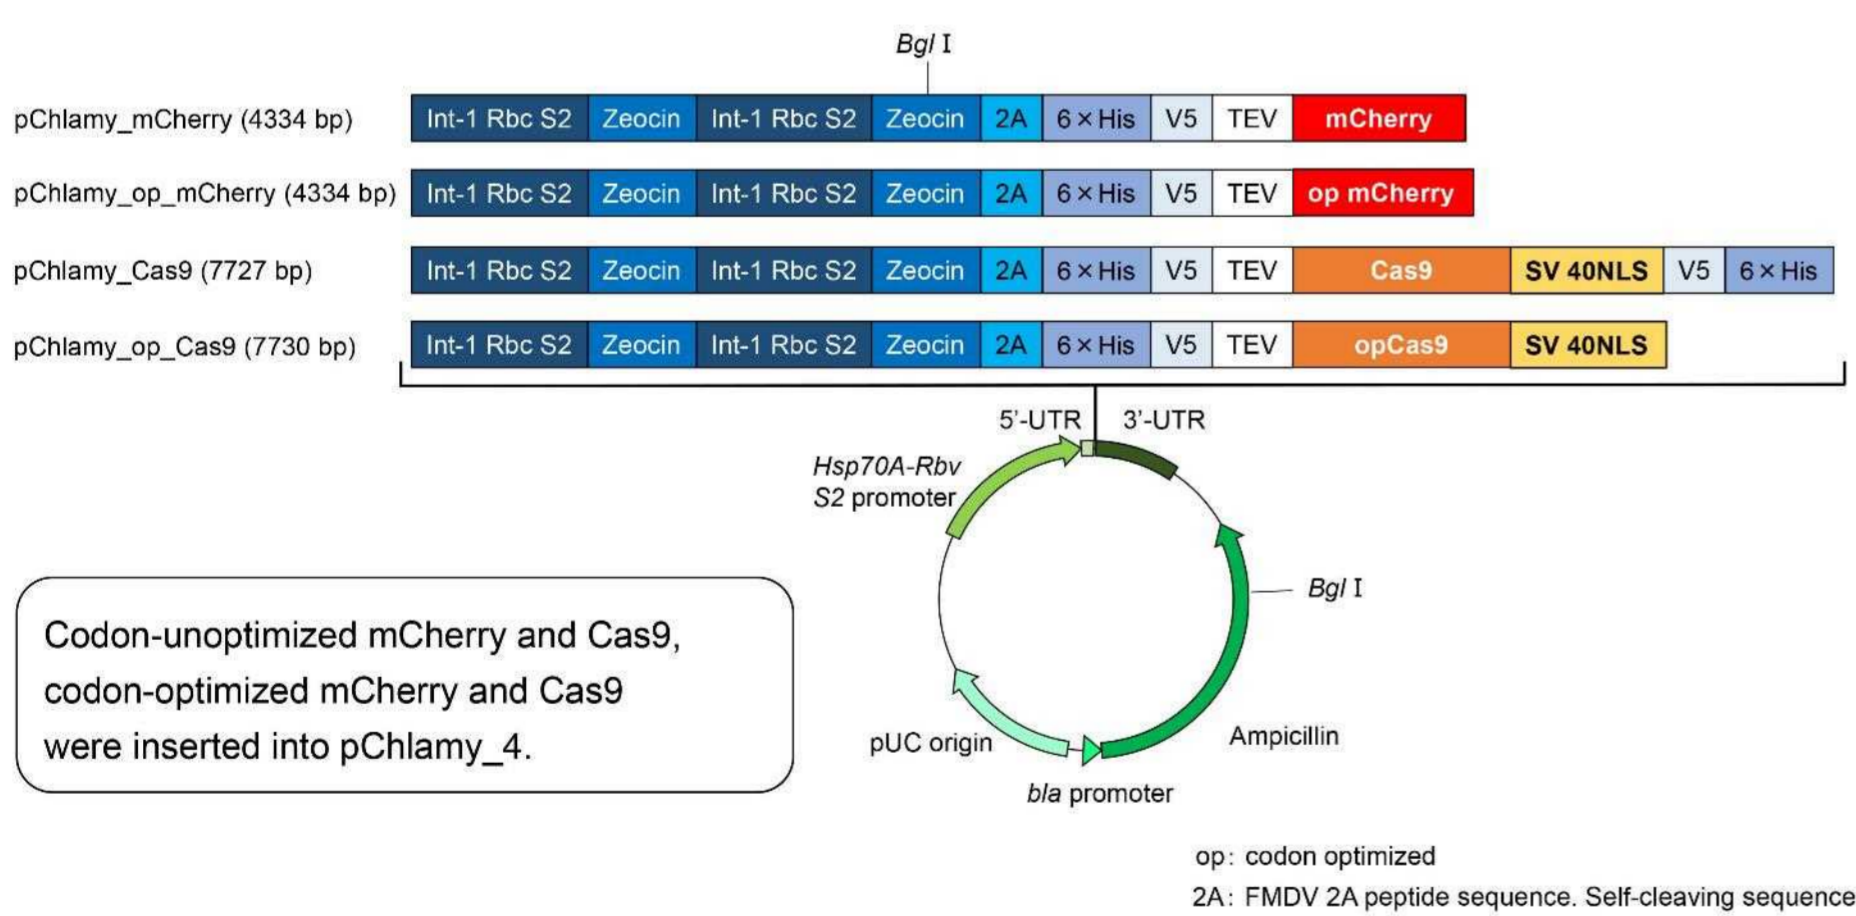 Bgl I
pChlamy_mCherry (4334 bp) Int-1 Rbc S2 Zeocin Int-1 Rbc S2 Zeocin 2A 6 × His V5 TEV mCherry
pChlamy_op_mCherry (4334 bp) Int-1 Rbc S2 Zeocin Int-1 Rbc S2 Zeocin 2A 6 × His V5 TEV op mCherry
pChlamy_Cas9 (7727 bp) Int-1 Rbc S2 Zeocin Int-1 Rbc S2 Zeocin 2A 6 × His V5 TEV Cas9 SV 40NLS V5 6 × His
pChlamy_op_Cas9 (7730 bp) Int-1 Rbc S2 Zeocin Int-1 Rbc S2 Zeocin 2A 6 × His V5 TEV opCas9 SV 40NLS
5'-UTR 3'-UTR
Hsp70A-Rbv
S2 promoter
Bgl I
Codon-unoptimized mCherry and Cas9,
codon-optimized mCherry and Cas9
were inserted into pChlamy_4.
pUC origin
Ampicillin
bla promoter
op: codon optimized
2A: FMDV 2A peptide sequence. Self-cleaving sequence